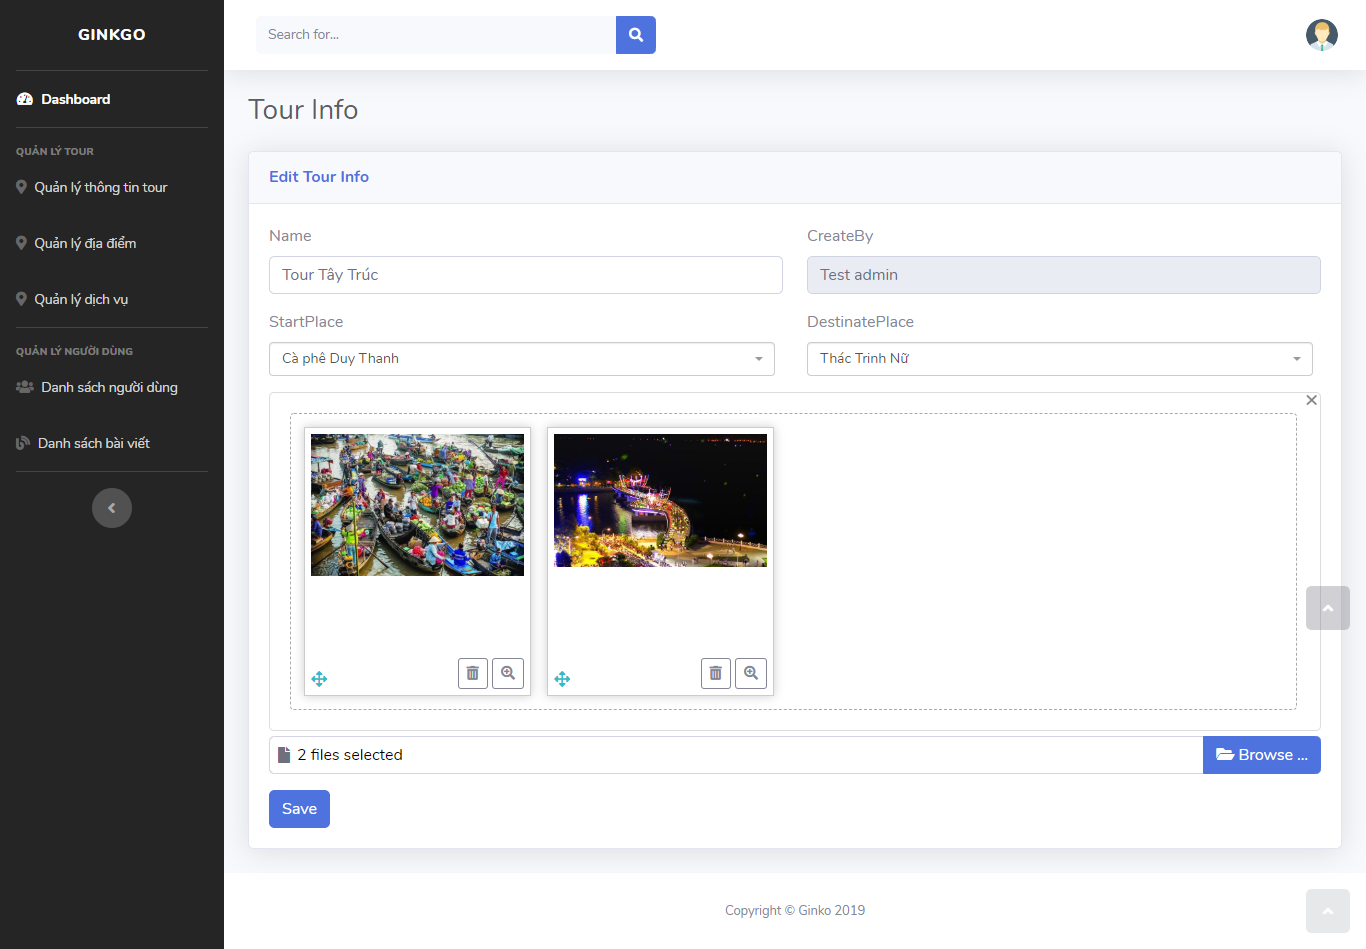 GINKGO
Search for...
Dashboard
QUẢN LÝ TOUR
Quản lý thông tin tour
Quản lý địa điểm
Quản lý dịch vụ
QUẢN LÝ NGƯỜI DÙNG
Danh sách người dùng
Danh sách bài viết
Tour Info
Edit Tour Info
Name
CreateBy
Tour Tây Trúc
Test admin
StartPlace
DestinatePlace
Cà phê Duy Thanh
Thác Trinh Nữ
2 files selected
Browse ...
Save
Copyright © Ginko 2019